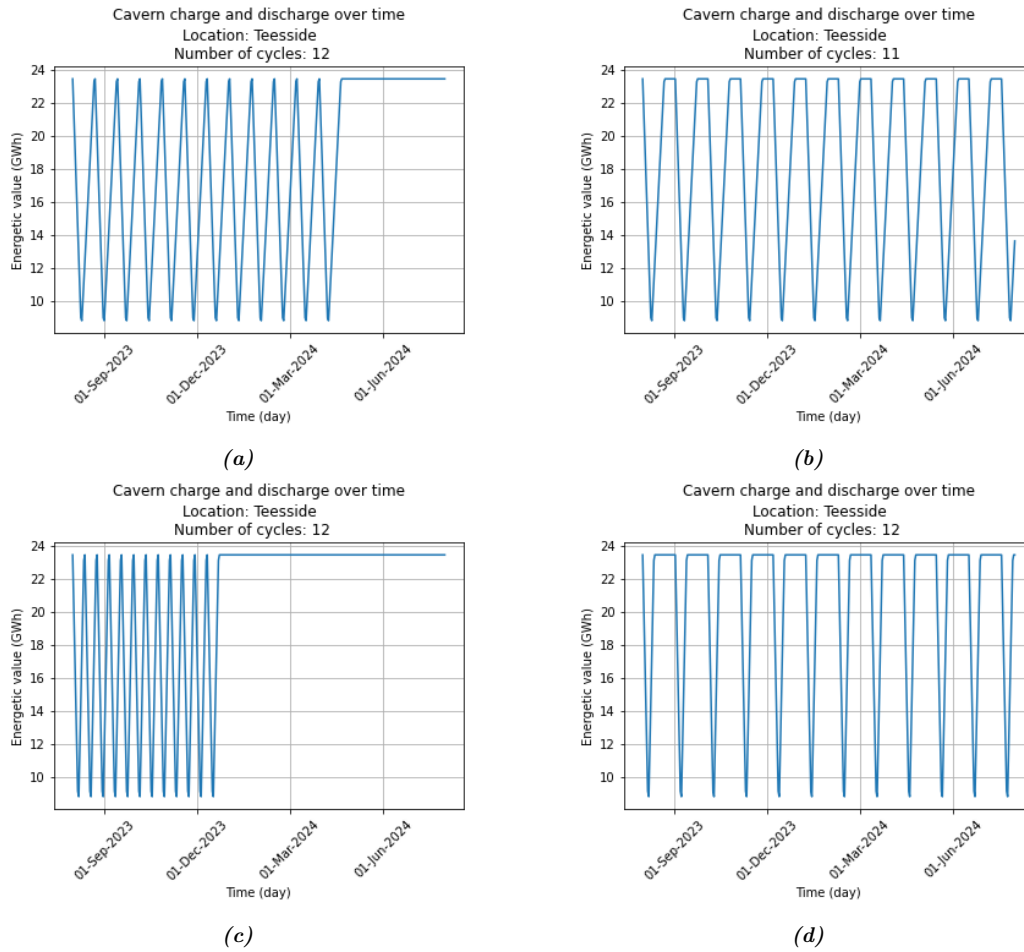 Cavern charge and discharge over time
Location: Teesside
Number of cycles: 12
24
22
20
18
16
14
12
10
Energetic value (GWh)
01-Sep-2023
01-Dec-2023
01-Mar-2024
01-Jun-2024
Time (day)
(a)
Cavern charge and discharge over time
Location: Teesside
Number of cycles: 11
24
22
20
18
16
14
12
10
Energetic value (GWh)
01-Sep-2023
01-Dec-2023
01-Mar-2024
01-Jun-2024
Time (day)
(b)
Cavern charge and discharge over time
Location: Teesside
Number of cycles: 12
24
22
20
18
16
14
12
10
Energetic value (GWh)
01-Sep-2023
01-Dec-2023
01-Mar-2024
01-Jun-2024
Time (day)
(c)
Cavern charge and discharge over time
Location: Teesside
Number of cycles: 12
24
22
20
18
16
14
12
10
Energetic value (GWh)
01-Sep-2023
01-Dec-2023
01-Mar-2024
01-Jun-2024
Time (day)
(d)